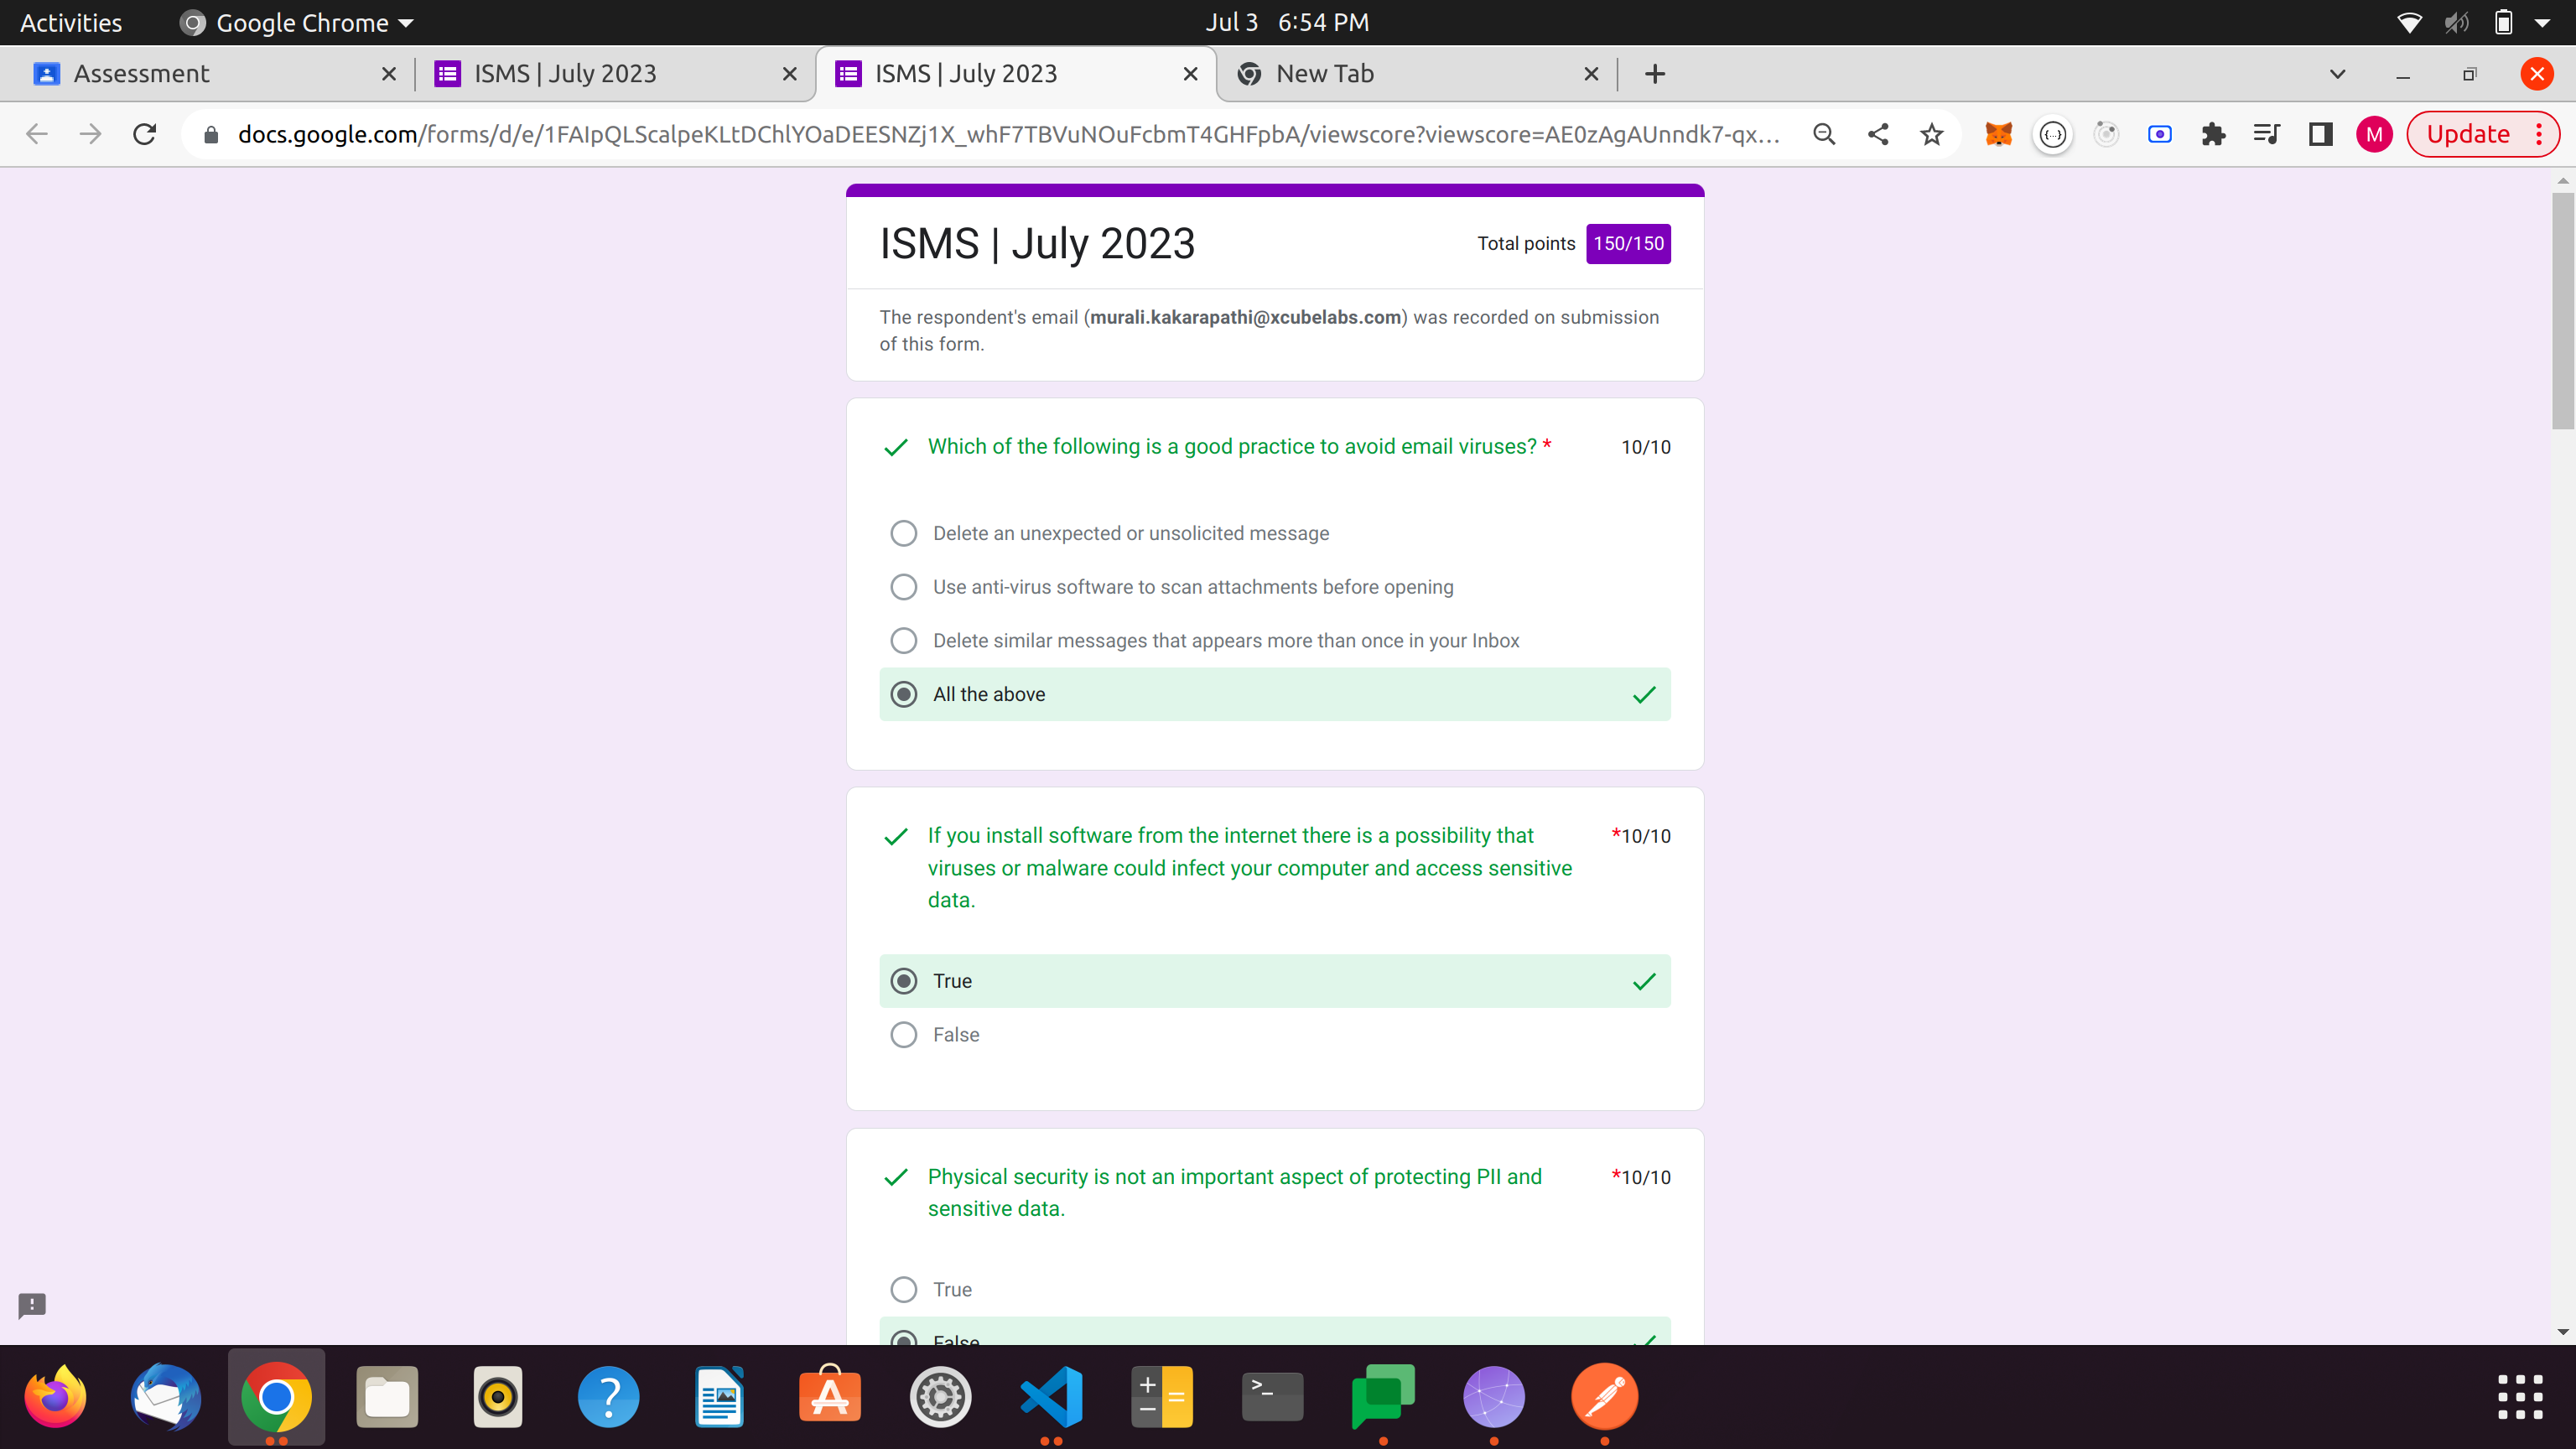 Activities
Google Chrome
Jul 3 6:54 PM
Assessment
ISMS | July 2023
ISMS | July 2023
New Tab
docs.google.com/forms/d/e/1FAIpQLScalpeKLtDChlYOaDEESNZj1X_whF7TBVuNOuFcbmT4GHFpbA/viewscore?viewscore=AE0zAgAUnndk7-qx...
M
Update
ISMS | July 2023
Total points 150/150
The respondent's email (murali.kakarapathi@xcubelabs.com) was recorded on submission
of this form.
Which of the following is a good practice to avoid email viruses? *
10/10
Delete an unexpected or unsolicited message
Use anti-virus software to scan attachments before opening
Delete similar messages that appears more than once in your Inbox
All the above
If you install software from the internet there is a possibility that
*10/10
viruses or malware could infect your computer and access sensitive
data.
True
False
Physical security is not an important aspect of protecting PII and
*10/10
sensitive data.
True
False